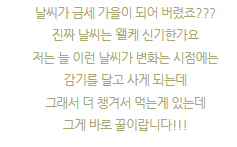 날씨가 금세 가을이 되어 버렸죠???
진짜 날씨는 왤케 신기한가요
저는 늘 이런 날씨가 변화는 시점에는
감기를 달고 사게 되는데
그래서 더 챙겨서 먹는게 있는데
그게 바로 꿀이랍니다!!!